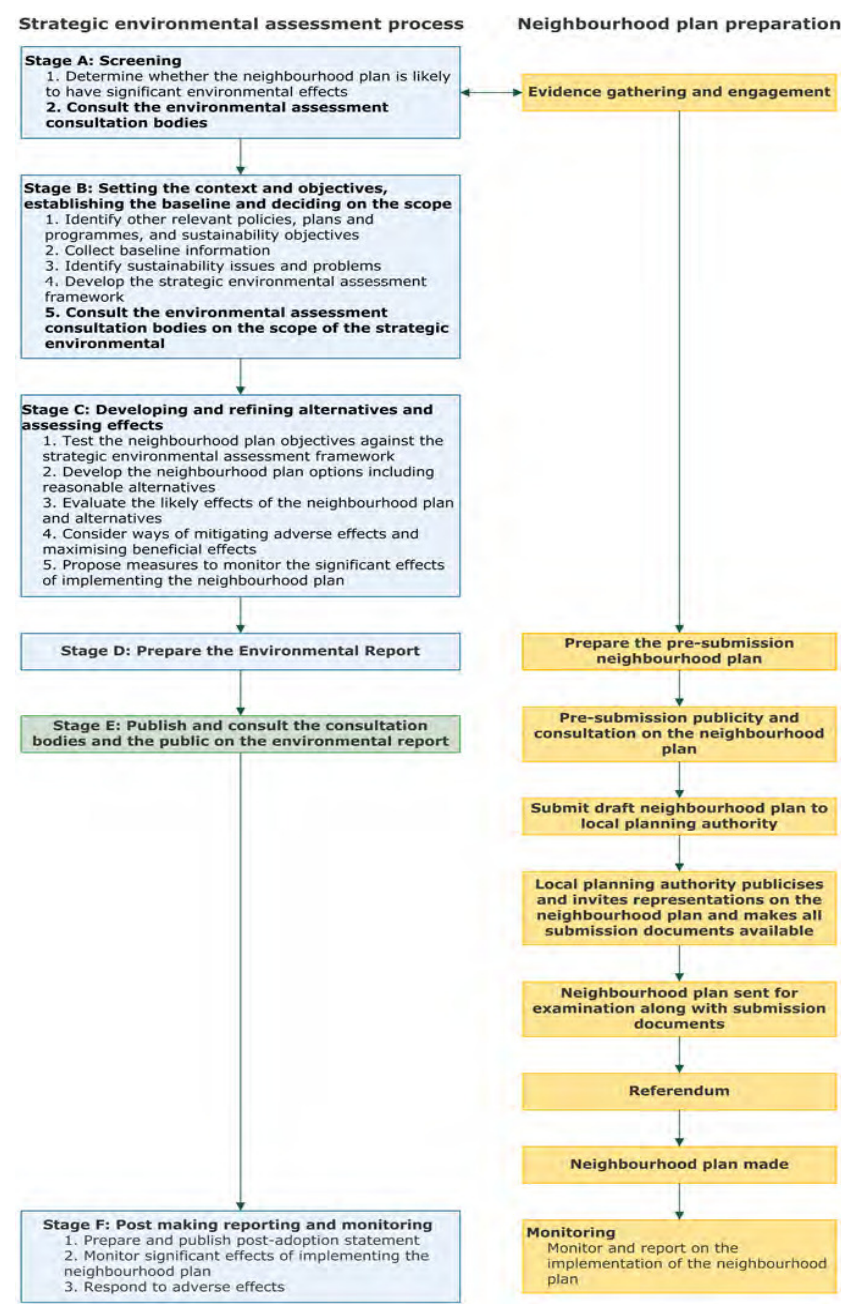 Strategic environmental assessment process
Neighbourhood plan preparation
Stage A: Screening
1. Determine whether the neighbourhood plan is likely
to have significant environmental effects
2. Consult the environmental assessment
consultation bodies
Evidence gathering and engagement
Stage B: Setting the context and objectives,
establishing the baseline and deciding on the scope
1. Identify other relevant policies, plans and
programmes, and sustainability objectives
2. Collect baseline information
3. Identify sustainability issues and problems
4. Develop the strategic environmental assessment
framework
5. Consult the environmental assessment
consultation bodies on the scope of the strategic
environmental
Stage C: Developing and refining alternatives and
assessing effects
1. Test the neighbourhood plan objectives against the
strategic environmental assessment framework
2. Develop the neighbourhood plan options including
reasonable alternatives
3. Evaluate the likely effects of the neighbourhood plan
and alternatives
4. Consider ways of mitigating adverse effects and
maximising beneficial effects
5. Propose measures to monitor the significant effects
of implementing the neighbourhood plan
Stage D: Prepare the Environmental Report
Prepare the pre-submission
neighbourhood plan
Stage E: Publish and consult the consultation
bodies and the public on the environmental report
Pre-submission publicity and
consultation on the neighbourhood
plan
Submit draft neighbourhood plan to
local planning authority
Local planning authority publicises
and invites representations on the
neighbourhood plan and makes all
submission documents available
Neighbourhood plan sent for
examination along with submission
documents
Referendum
Neighbourhood plan made
Stage F: Post making reporting and monitoring
1. Prepare and publish post-adoption statement
2. Monitor significant effects of implementing the
neighbourhood plan
3. Respond to adverse effects
Monitoring
Monitor and report on the
implementation of the neighbourhood
plan